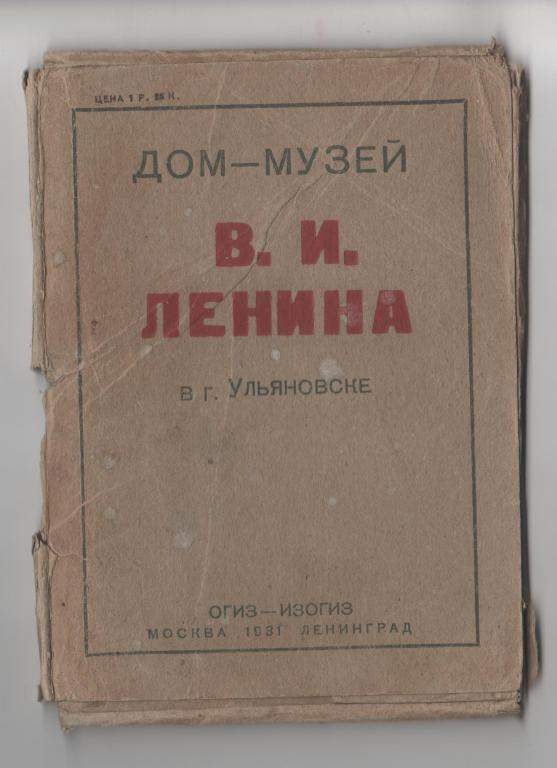 ЦЕНА 1 Р. 25 К.
ДОМ—МУЗЕЙ
В. И.
ЛЕНИНА
В Г. УЛЬЯНОВСКЕ
ОГИЗ—ИЗОГИЗ
МОСКВА 1931 ЛЕНИНГРАД